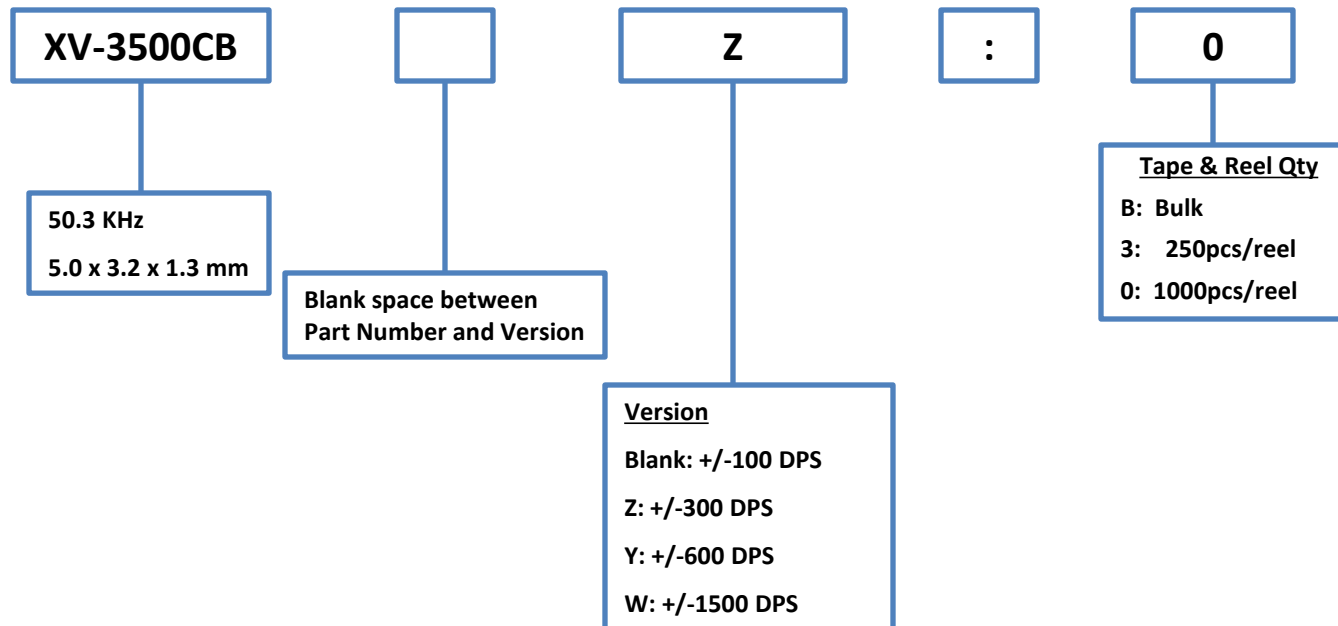 XV-3500CB Z : 0
50.3 KHz
5.0 x 3.2 x 1.3 mm
Blank space between
Part Number and Version
Version
Blank: +/-100 DPS
Z: +/-300 DPS
Y: +/-600 DPS
W: +/-1500 DPS
Tape & Reel Qty
B: Bulk
3: 250pcs/reel
0: 1000pcs/reel